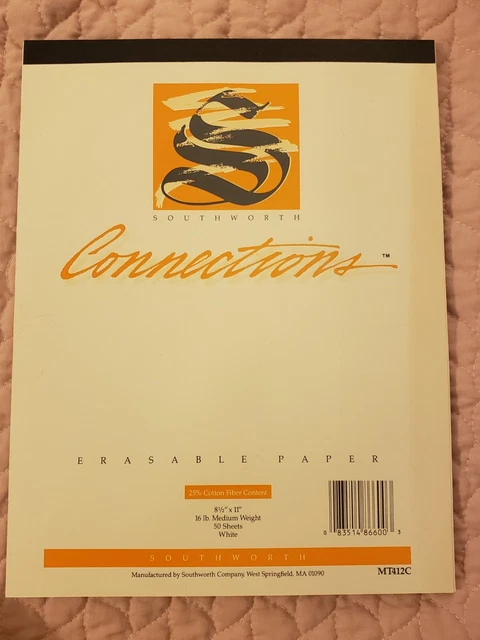 S
SOUTHWORTH
Connections™
ERASABLE PAPER
25% Cotton Fiber Content
8½" x 11"
16 lb. Medium Weight
50 Sheets
White
0 83514 86600 3
SOUTHWORTH
Manufactured by Southworth Company, West Springfield, MA 01090
MT412C